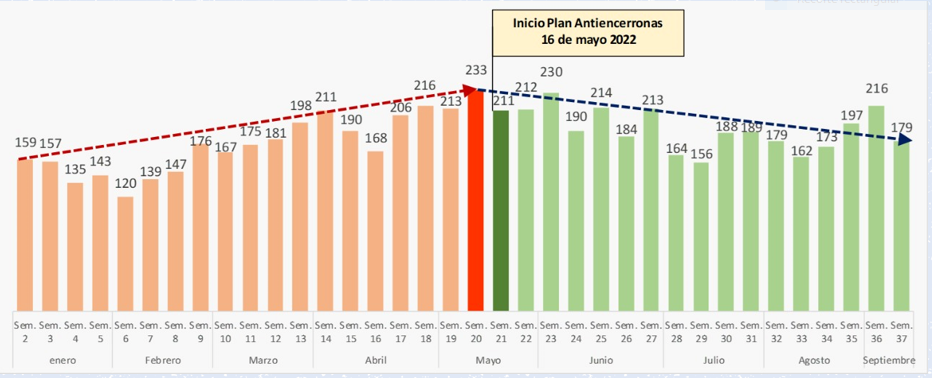 Inicio Plan Antiencerronas
16 de mayo 2022
159 157 135 143 120 139 147 176 167 175 181 198 211 190 168 206 216 213 233 211 212 230 190 214 184 213 164 156 188 189 179 162 173 197 216 179
Sem. Sem. Sem. Sem. Sem. Sem. Sem. Sem. Sem. Sem. Sem. Sem. Sem. Sem. Sem. Sem. Sem. Sem. Sem. Sem. Sem. Sem. Sem. Sem. Sem. Sem. Sem. Sem. Sem. Sem. Sem. Sem. Sem. Sem. Sem. Sem.
2 3 4 5 6 7 8 9 10 11 12 13 14 15 16 17 18 19 20 21 22 23 24 25 26 27 28 29 30 31 32 33 34 35 36 37
enero Febrero Marzo Abril Mayo Junio Julio Agosto Septiembre